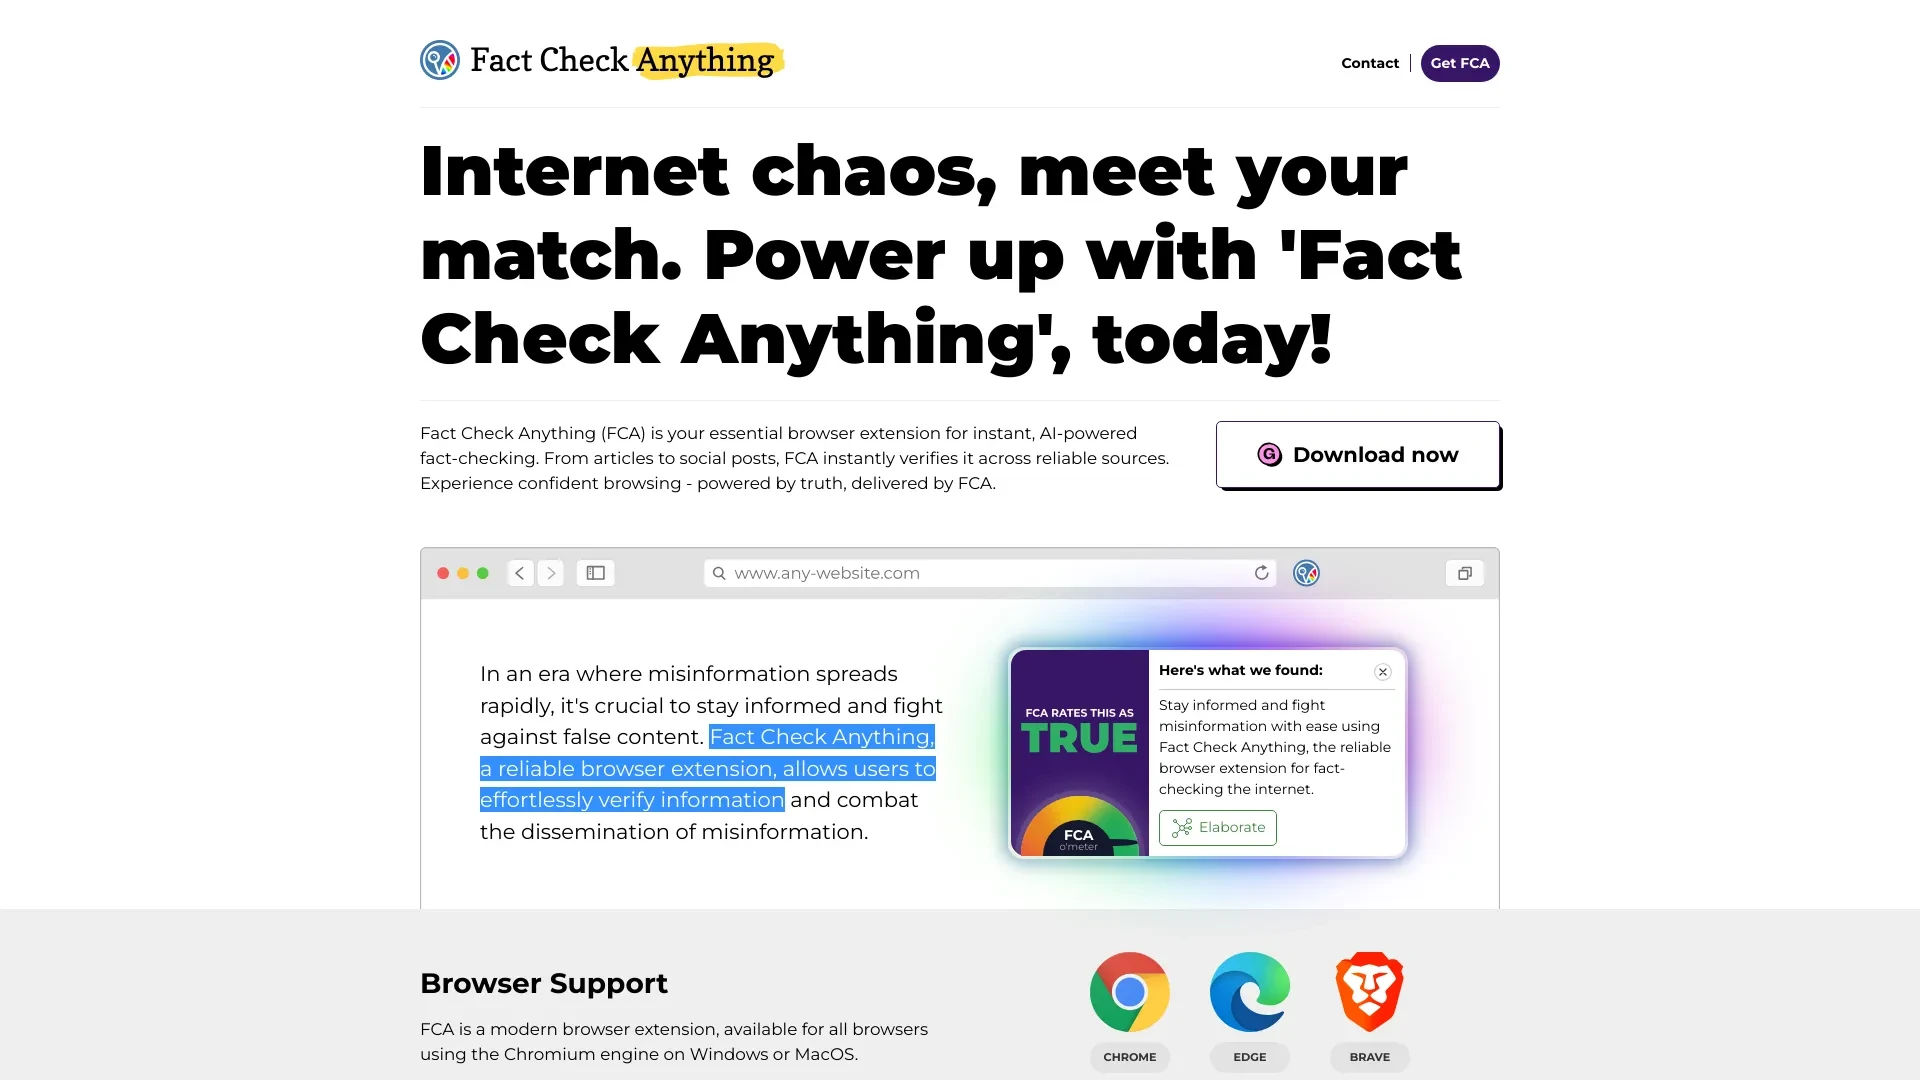 Fact Check Anything
Contact
Get FCA
Internet chaos, meet your
match. Power up with 'Fact
Check Anything', today!
Fact Check Anything (FCA) is your essential browser extension for instant, AI-powered
fact-checking. From articles to social posts, FCA instantly verifies it across reliable sources.
Experience confident browsing - powered by truth, delivered by FCA.
G Download now
www.any-website.com
In an era where misinformation spreads
rapidly, it's crucial to stay informed and fight
against false content. Fact Check Anything,
a reliable browser extension, allows users to
effortlessly verify information and combat
the dissemination of misinformation.
FCA RATES THIS AS
TRUE
FCA
o'meter
Here's what we found:
Stay informed and fight
misinformation with ease using
Fact Check Anything, the reliable
browser extension for fact-
checking the internet.
Elaborate
Browser Support
FCA is a modern browser extension, available for all browsers
using the Chromium engine on Windows or MacOS.
CHROME
EDGE
BRAVE